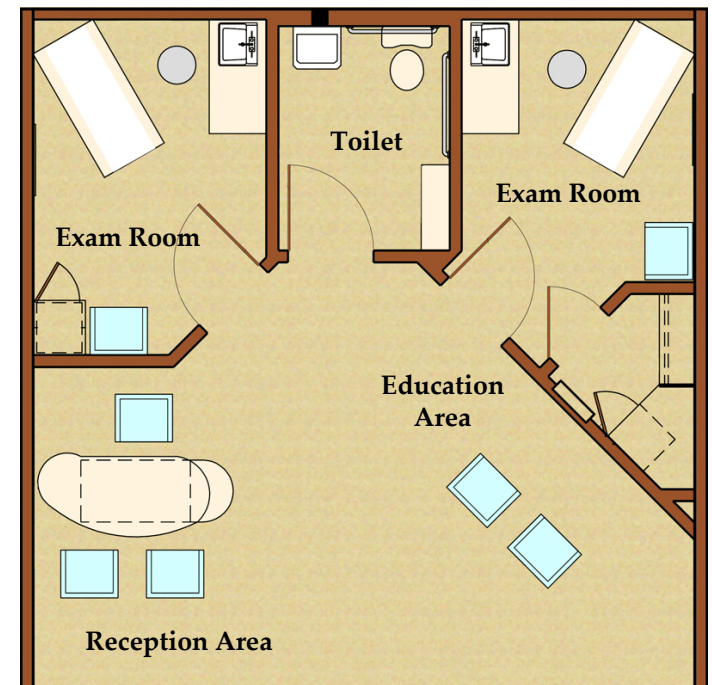 Toilet
Exam Room
Exam Room
Education
Area
Reception Area